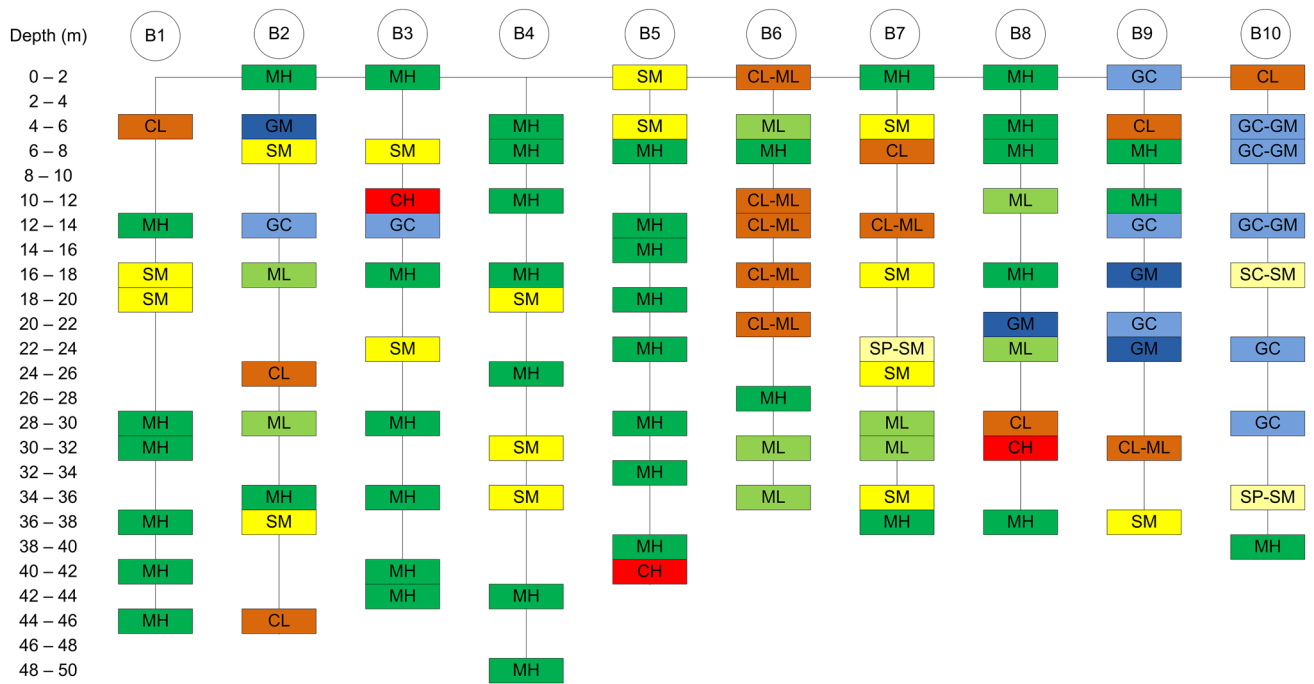 Depth (m) B1 B2 B3 B4 B5 B6 B7 B8 B9 B10
0 – 2 MH MH SM CL-ML MH MH GC CL
2 – 4
4 – 6 CL GM MH SM ML SM MH CL GC-GM
6 – 8 SM SM MH MH MH CL MH MH GC-GM
8 – 10
10 – 12 CH MH CL-ML ML MH
12 – 14 MH GC GC MH CL-ML CL-ML GC GC-GM
14 – 16 MH
16 – 18 SM ML MH MH CL-ML SM MH GM SC-SM
18 – 20 SM SM MH
20 – 22 CL-ML GM GC
22 – 24 SM MH SP-SM ML GM GC
24 – 26 CL MH SM
26 – 28 MH
28 – 30 MH ML MH MH ML CL GC
30 – 32 MH SM ML ML CH CL-ML
32 – 34 MH
34 – 36 MH MH SM ML SM SP-SM
36 – 38 MH SM MH MH SM
38 – 40 MH MH
40 – 42 MH MH CH
42 – 44 MH MH
44 – 46 MH CL
46 – 48
48 – 50 MH